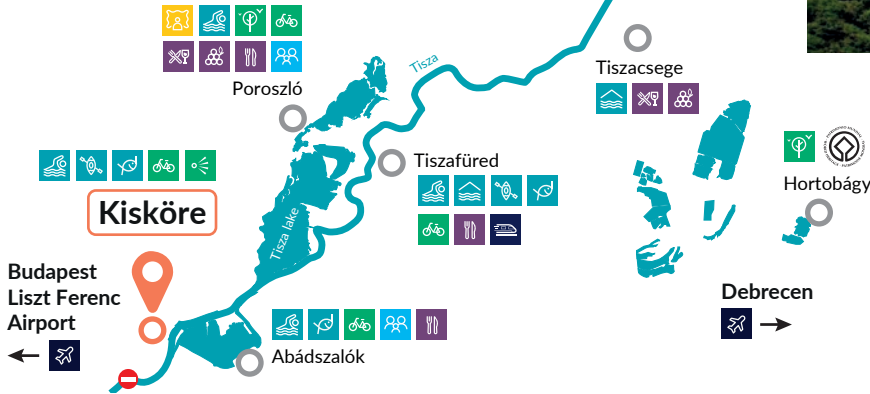 Tisza
Tiszacsege
Poroszló
Tiszafüred
Hortobágy
Kisköre
Tisza lake
Budapest
Liszt Ferenc
Airport
Debrecen
Abádszalók